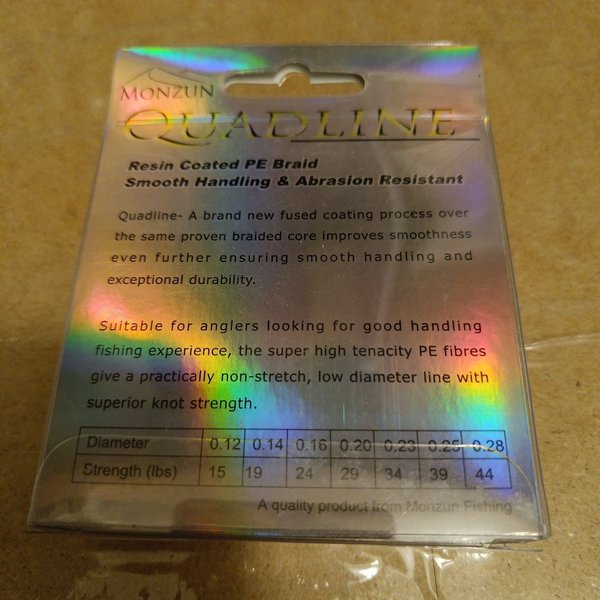 MONZUN
QUADLINE
Resin Coated PE Braid
Smooth Handling & Abrasion Resistant
Quadline- A brand new fused coating process over
the same proven braided core improves smoothness
even further ensuring smooth handling and
exceptional durability.
Suitable for anglers looking for good handling
fishing experience, the super high tenacity PE fibres
give a practically non-stretch, low diameter line with
superior knot strength.
Diameter 0.12 0.14 0.16 0.20 0.23 0.25 0.28
Strength (lbs) 15 19 24 29 34 39 44
A quality product from Monzun Fishing